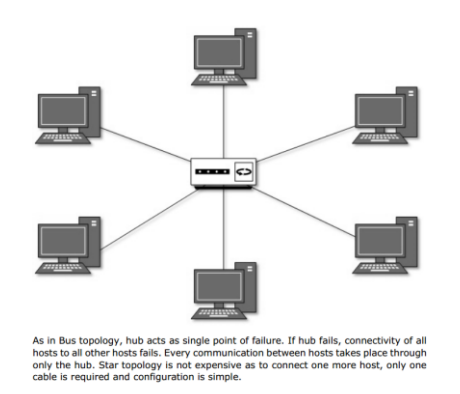 As in Bus topology, hub acts as single point of failure. If hub fails, connectivity of all
hosts to all other hosts fails. Every communication between hosts takes place through
only the hub. Star topology is not expensive as to connect one more host, only one
cable is required and configuration is simple.